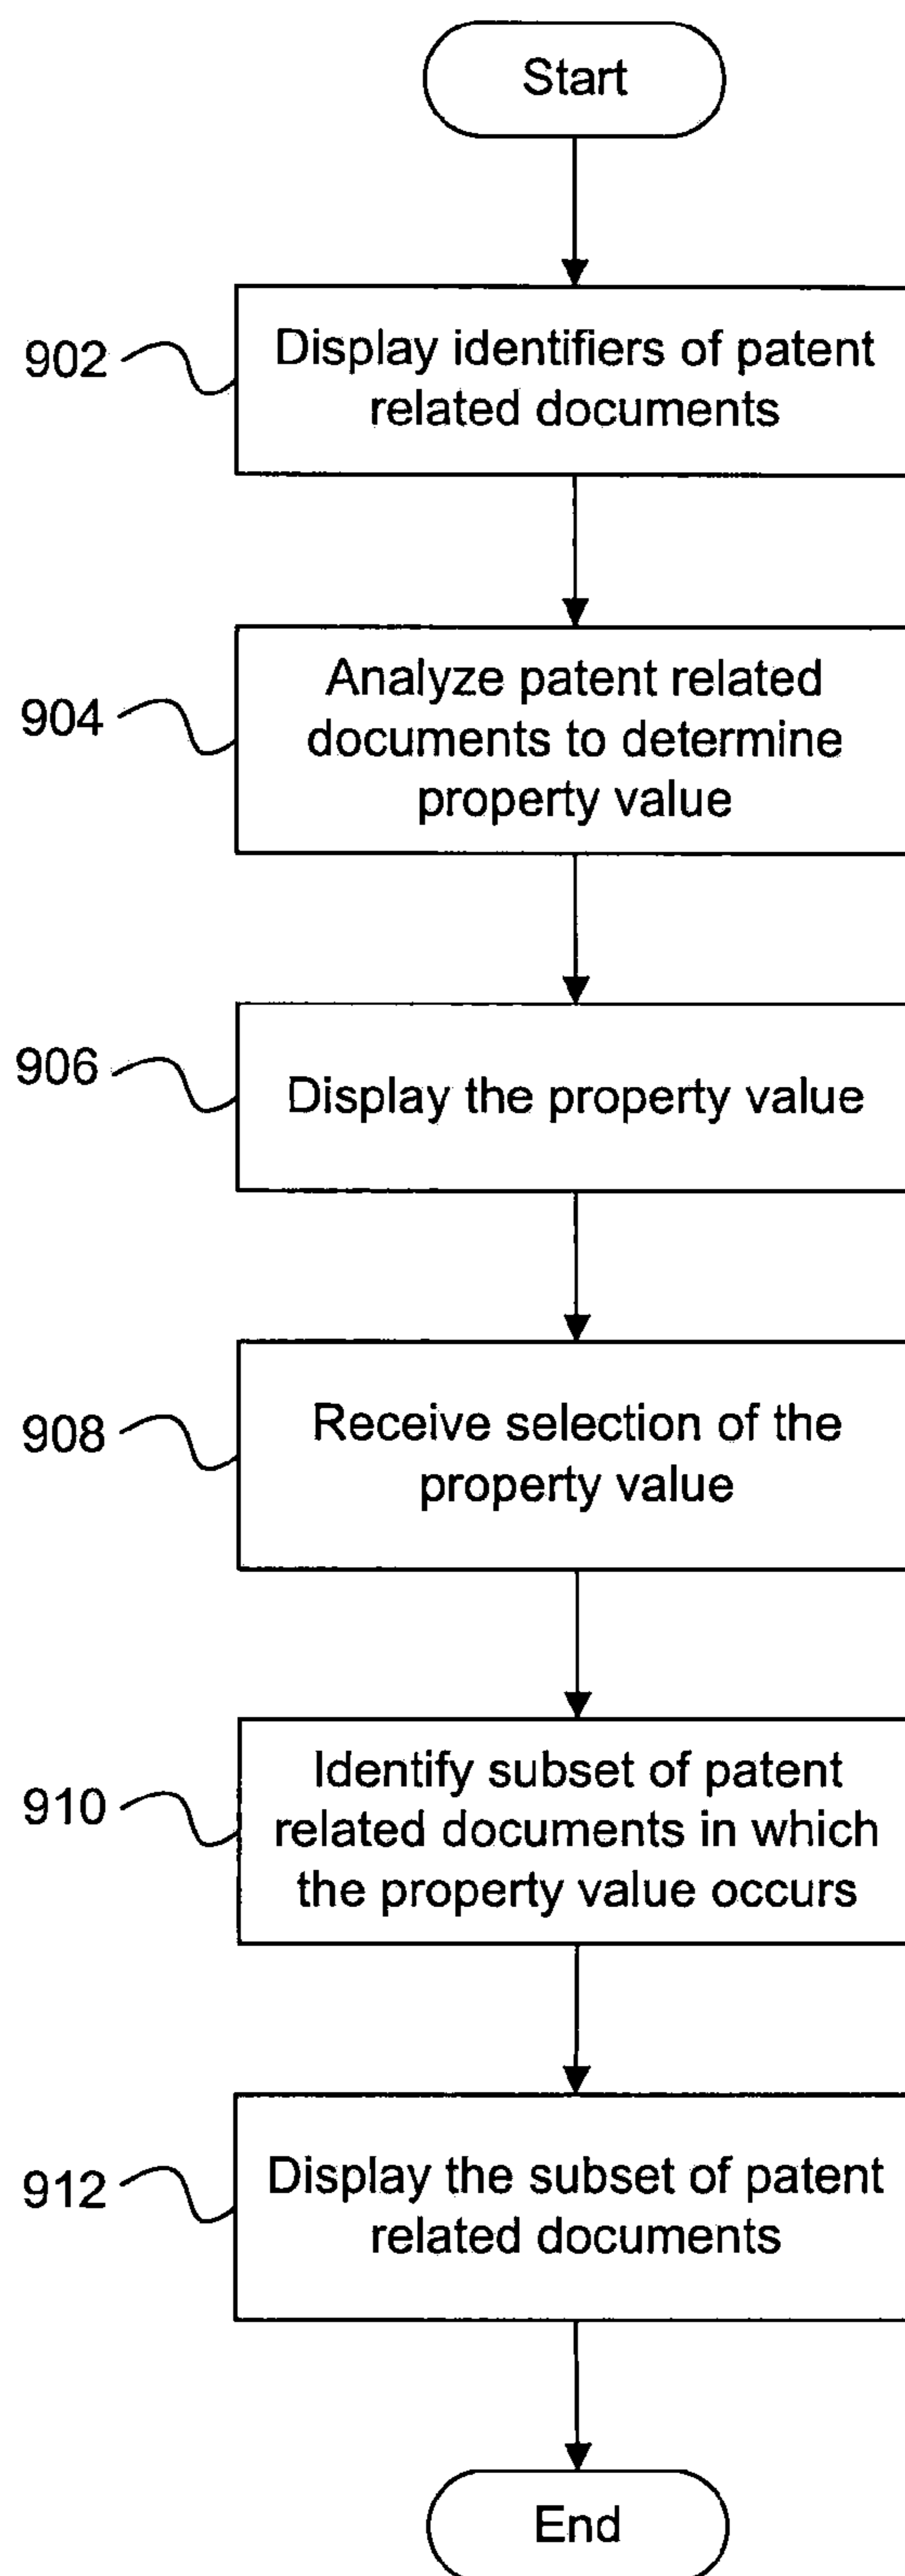 Start
902
Display identifiers of patent
related documents
904
Analyze patent related
documents to determine
property value
906
Display the property value
908
Receive selection of the
property value
910
Identify subset of patent
related documents in which
the property value occurs
912
Display the subset of patent
related documents
End